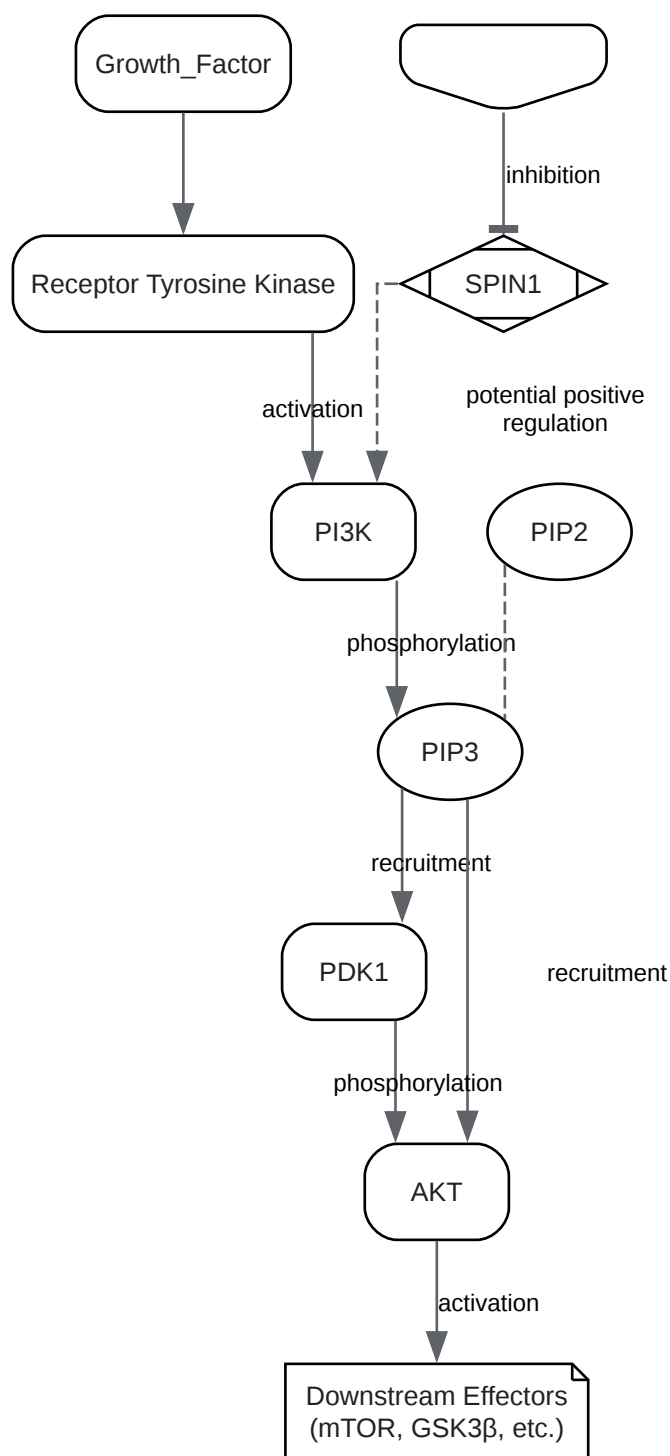 Growth_Factor
inhibition
Receptor Tyrosine Kinase
SPIN1
activation
potential positive
regulation
PI3K
PIP2
phosphorylation
PIP3
recruitment
PDK1
recruitment
phosphorylation
AKT
activation
Downstream Effectors
(mTOR, GSK3β, etc.)